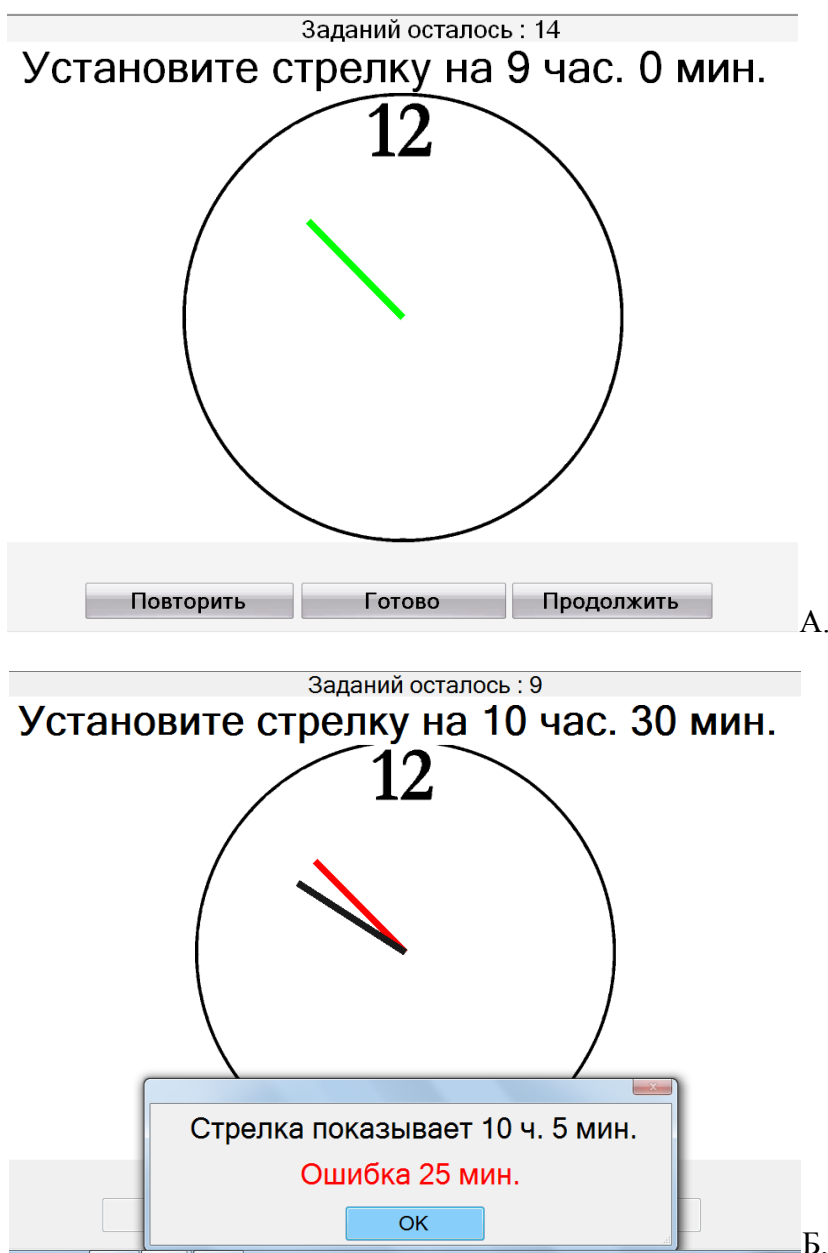 Заданий осталось : 14
Установите стрелку на 9 час. 0 мин.
12
Повторить Готово Продолжить
А.
Заданий осталось : 9
Установите стрелку на 10 час. 30 мин.
12
x
Стрелка показывает 10 ч. 5 мин.
Ошибка 25 мин.
OK
Б.